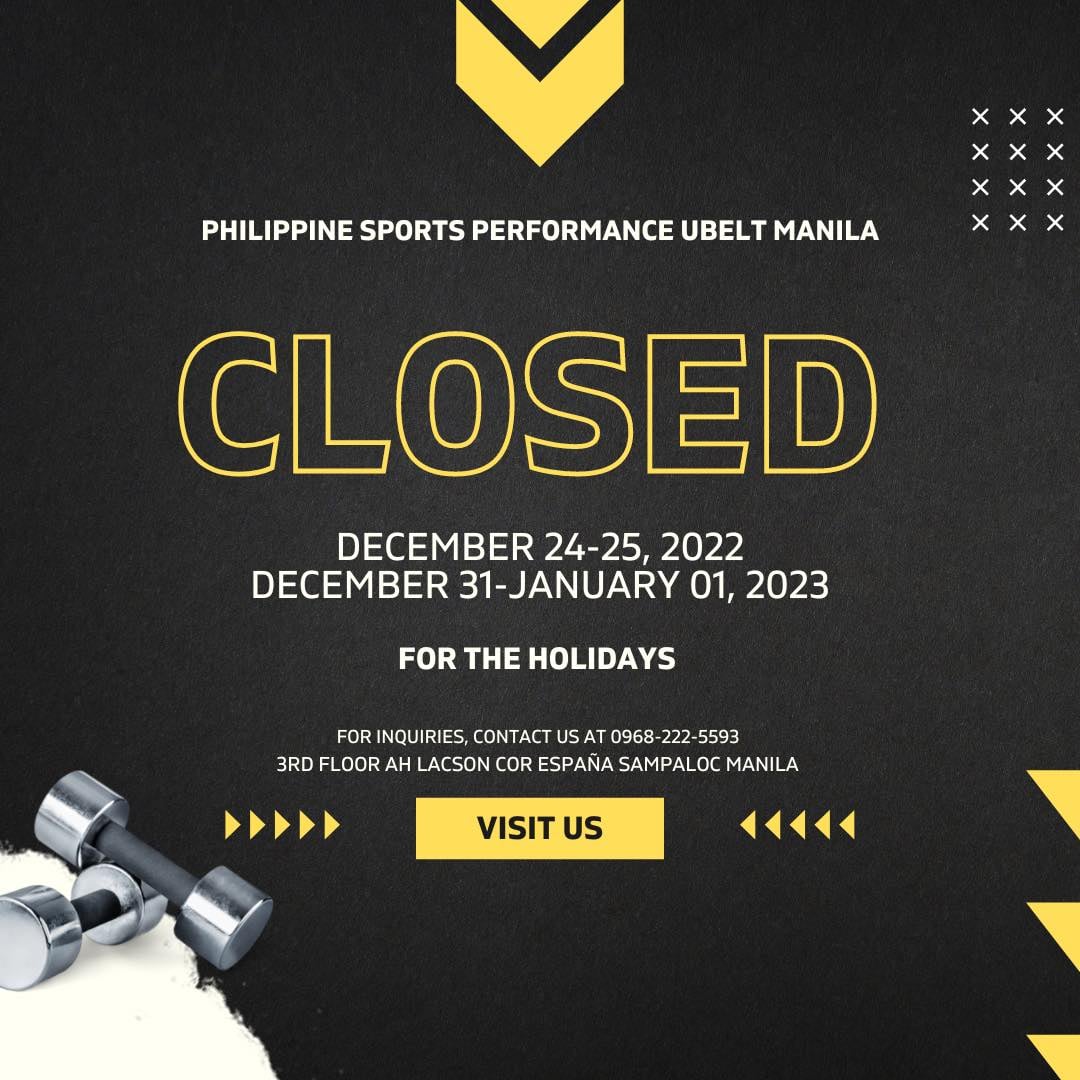 PHILIPPINE SPORTS PERFORMANCE UBELT MANILA
CLOSED
DECEMBER 24-25, 2022
DECEMBER 31-JANUARY 01, 2023
FOR THE HOLIDAYS
FOR INQUIRIES, CONTACT US AT 0968-222-5593
3RD FLOOR AH LACSON COR ESPAÑA SAMPALOC MANILA
VISIT US